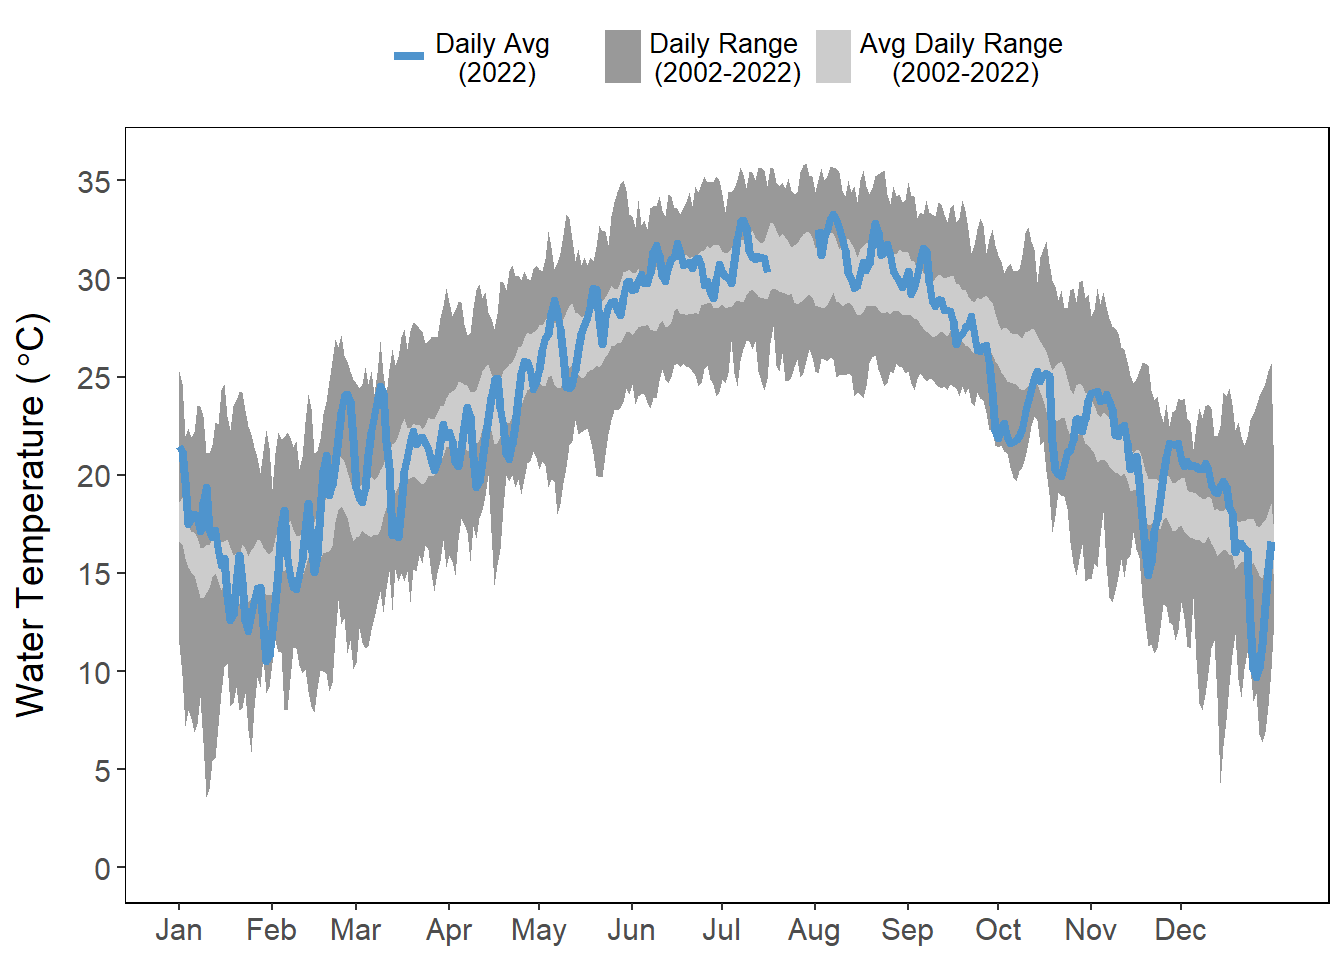 Daily Avg
(2022)
Daily Range
(2002-2022)
Avg Daily Range
(2002-2022)
Water Temperature (°C)
35
30
25
20
15
10
5
0
Jan Feb Mar Apr May Jun Jul Aug Sep Oct Nov Dec